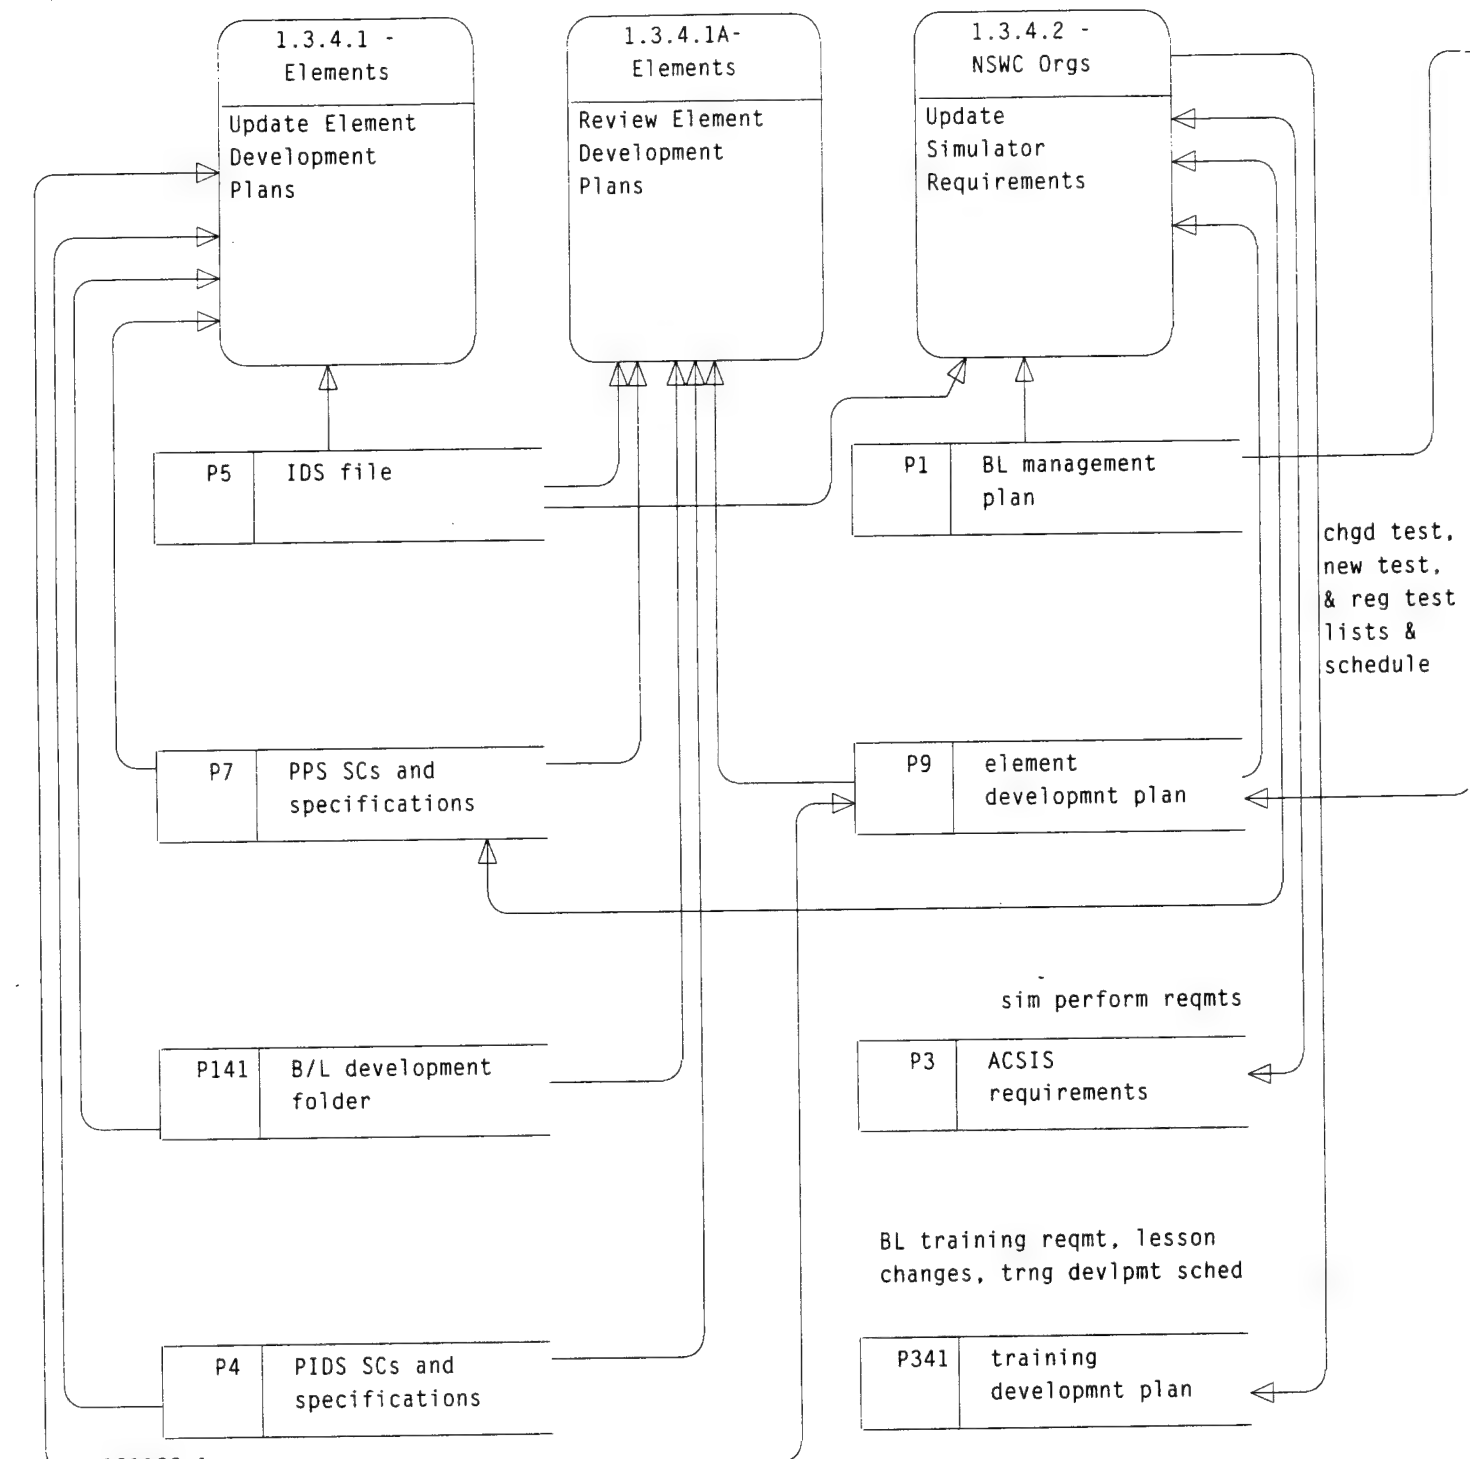 1.3.4.1 -
Elements
Update Element
Development
Plans
1.3.4.1A-
Elements
Review Element
Development
Plans
1.3.4.2 -
NSWC Orgs
Update
Simulator
Requirements
P5
IDS file
P1
BL management
plan
chgd test,
new test,
& reg test
lists &
schedule
P7
PPS SCs and
specifications
P9
element
developmnt plan
sim perform reqmts
P141
B/L development
folder
P3
ACSIS
requirements
BL training reqmt, lesson
changes, trng devlpmt sched
P4
PIDS SCs and
specifications
P341
training
developmnt plan